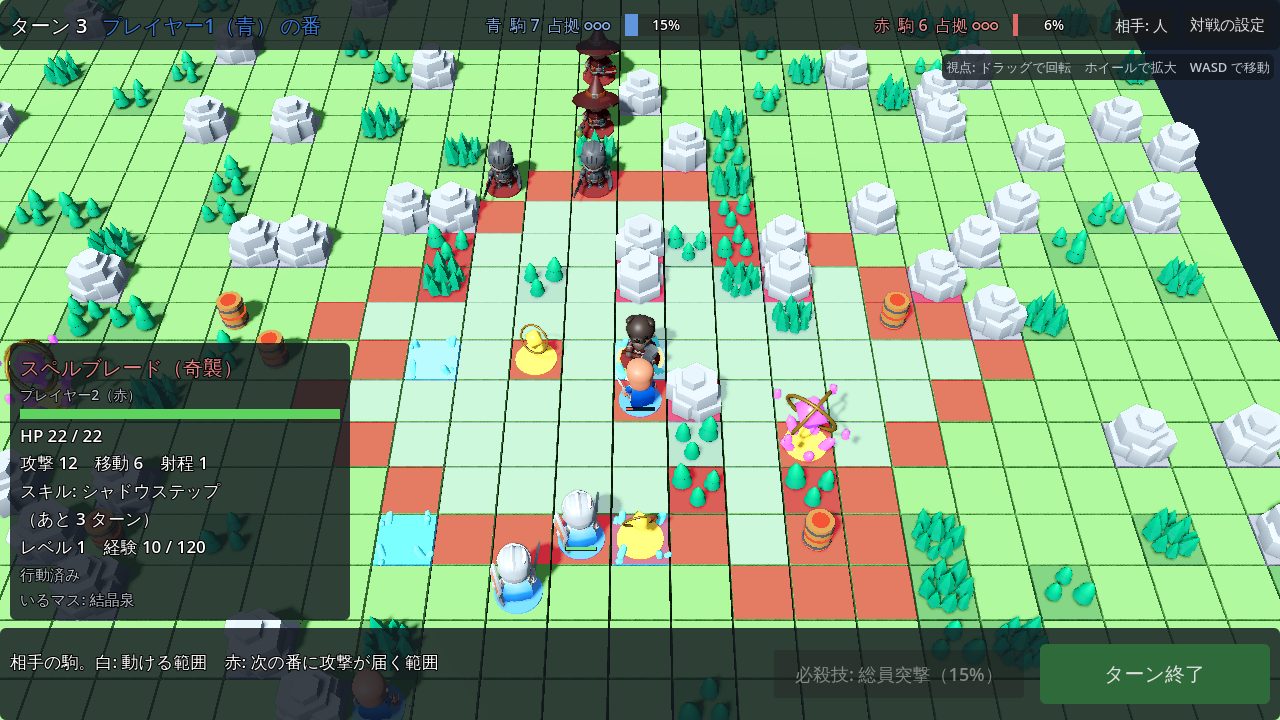 ターン 3 プレイヤー1（青）の番 青 駒 7 占拠 ooo 15% 赤 駒 6 占拠 ooo 6% 相手: 人 対戦の設定
視点: ドラッグで回転 ホイールで拡大 WASD で移動
スペルブレード（奇襲）
プレイヤー2（赤）
HP 22 / 22
攻撃 12 移動 6 射程 1
スキル: シャドウステップ
（あと 3 ターン）
レベル 1 経験 10 / 120
行動済み
いるマス: 結晶泉
相手の駒。白: 動ける範囲 赤: 次の番に攻撃が届く範囲
必殺技: 総員突撃（15%）
ターン終了